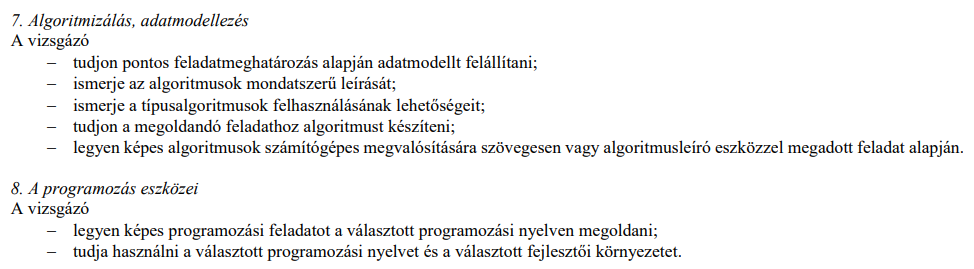 7. Algoritmizálás, adatmodellezés
A vizsgázó
– tudjon pontos feladatmeghatározás alapján adatmodellt felállítani;
– ismerje az algoritmusok mondatszerű leírását;
– ismerje a típusalgoritmusok felhasználásának lehetőségeit;
– tudjon a megoldandó feladathoz algoritmust készíteni;
– legyen képes algoritmusok számítógépes megvalósítására szövegesen vagy algoritmusleíró eszközzel megadott feladat alapján.
8. A programozás eszközei
A vizsgázó
– legyen képes programozási feladatot a választott programozási nyelven megoldani;
– tudja használni a választott programozási nyelvet és a választott fejlesztői környezetet.